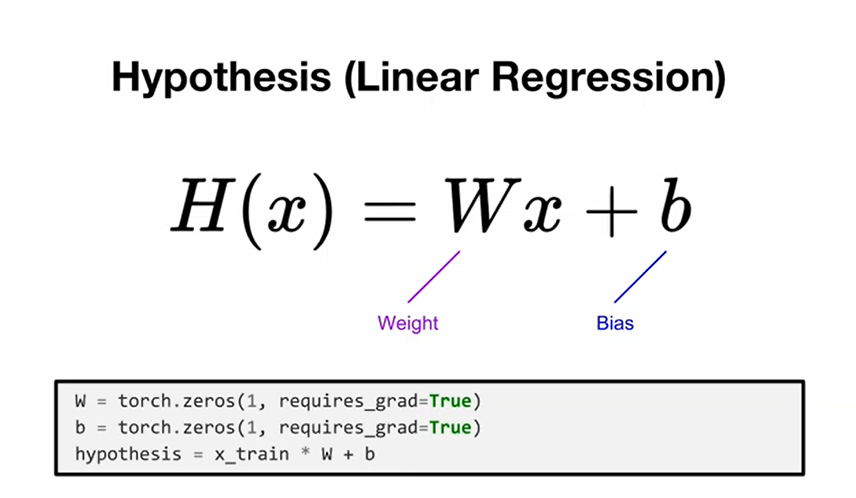 Hypothesis (Linear Regression)
H(x) = Wx + b
Weight
Bias
W = torch.zeros(1, requires_grad=True)
b = torch.zeros(1, requires_grad=True)
hypothesis = x_train * W + b